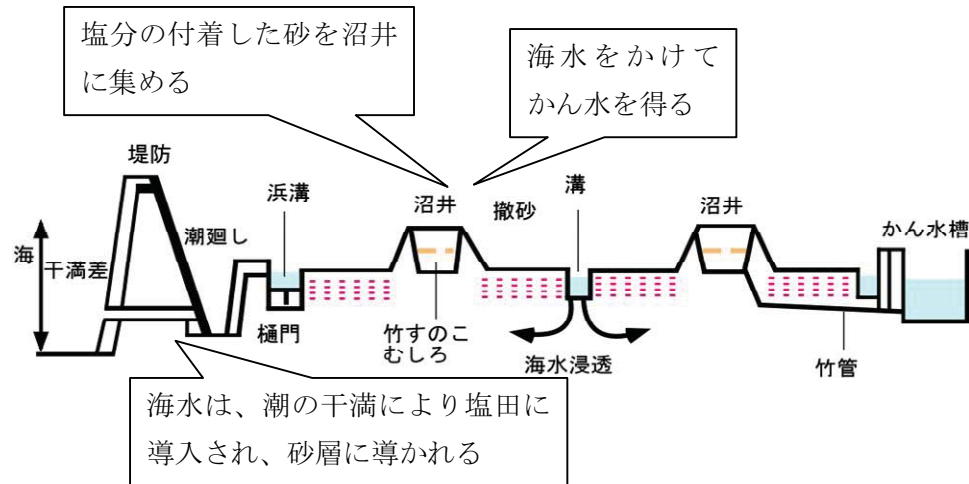 塩分の付着した砂を沼井
に集める
海水をかけて
かん水を得る
堤防
浜溝
沼井
撒砂
溝
沼井
かん水槽
海
干満差
潮廻し
樋門
竹すのこ
むしろ
海水浸透
竹管
海水は、潮の干満により塩田に
導入され、砂層に導かれる